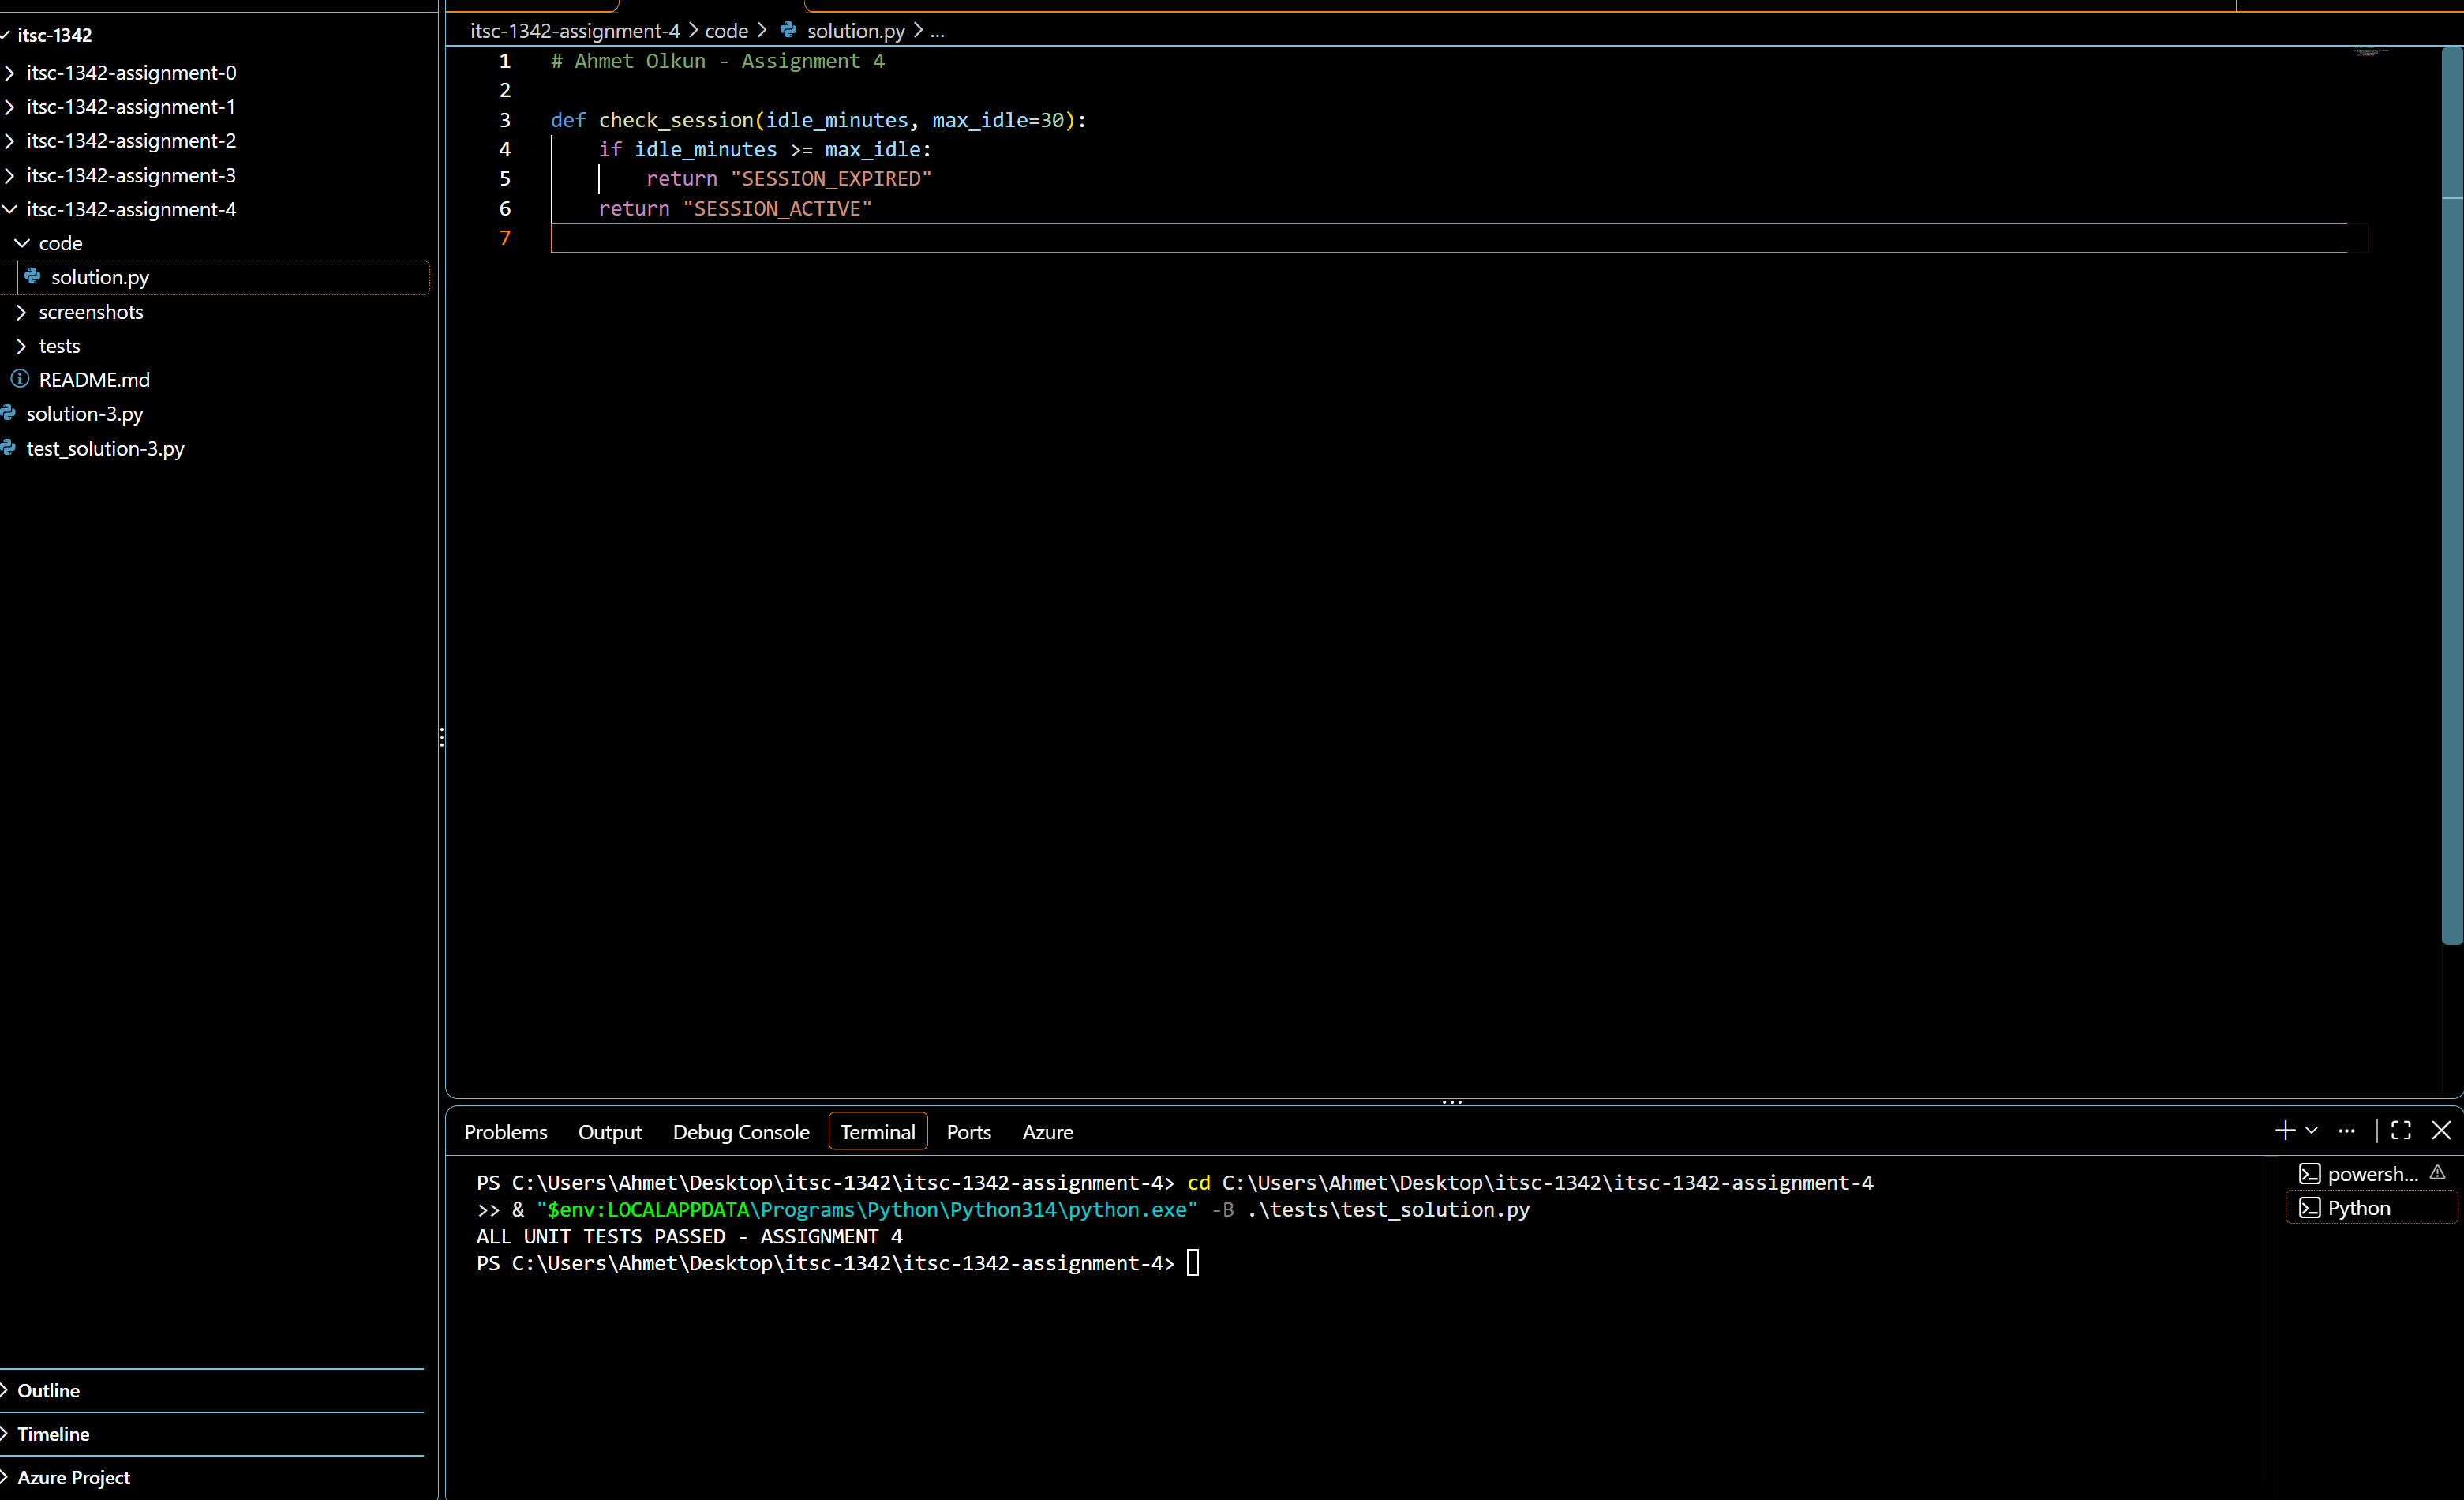 itsc-1342
itsc-1342-assignment-0
itsc-1342-assignment-1
itsc-1342-assignment-2
itsc-1342-assignment-3
itsc-1342-assignment-4
code
solution.py
screenshots
tests
README.md
solution-3.py
test_solution-3.py
Outline
Timeline
Azure Project
itsc-1342-assignment-4 > code > solution.py > ...
1 # Ahmet Olkun - Assignment 4
2
3 def check_session(idle_minutes, max_idle=30):
4 if idle_minutes >= max_idle:
5 return "SESSION_EXPIRED"
6 return "SESSION_ACTIVE"
7
Problems Output Debug Console Terminal Ports Azure
PS C:\Users\Ahmet\Desktop\itsc-1342\itsc-1342-assignment-4> cd C:\Users\Ahmet\Desktop\itsc-1342\itsc-1342-assignment-4
>> & "$env:LOCALAPPDATA\Programs\Python\Python314\python.exe" -B .\tests\test_solution.py
ALL UNIT TESTS PASSED - ASSIGNMENT 4
PS C:\Users\Ahmet\Desktop\itsc-1342\itsc-1342-assignment-4>
powersh...
Python